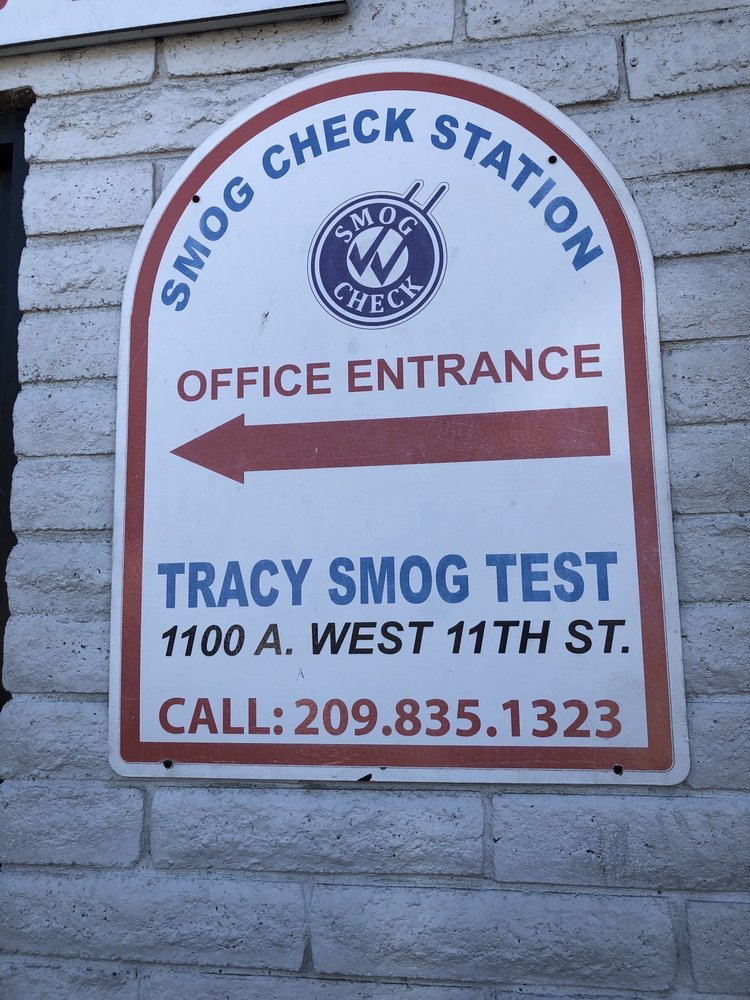 SMOG CHECK STATION
SMOG
CHECK
OFFICE ENTRANCE
TRACY SMOG TEST
1100 A. WEST 11TH ST.
CALL: 209.835.1323